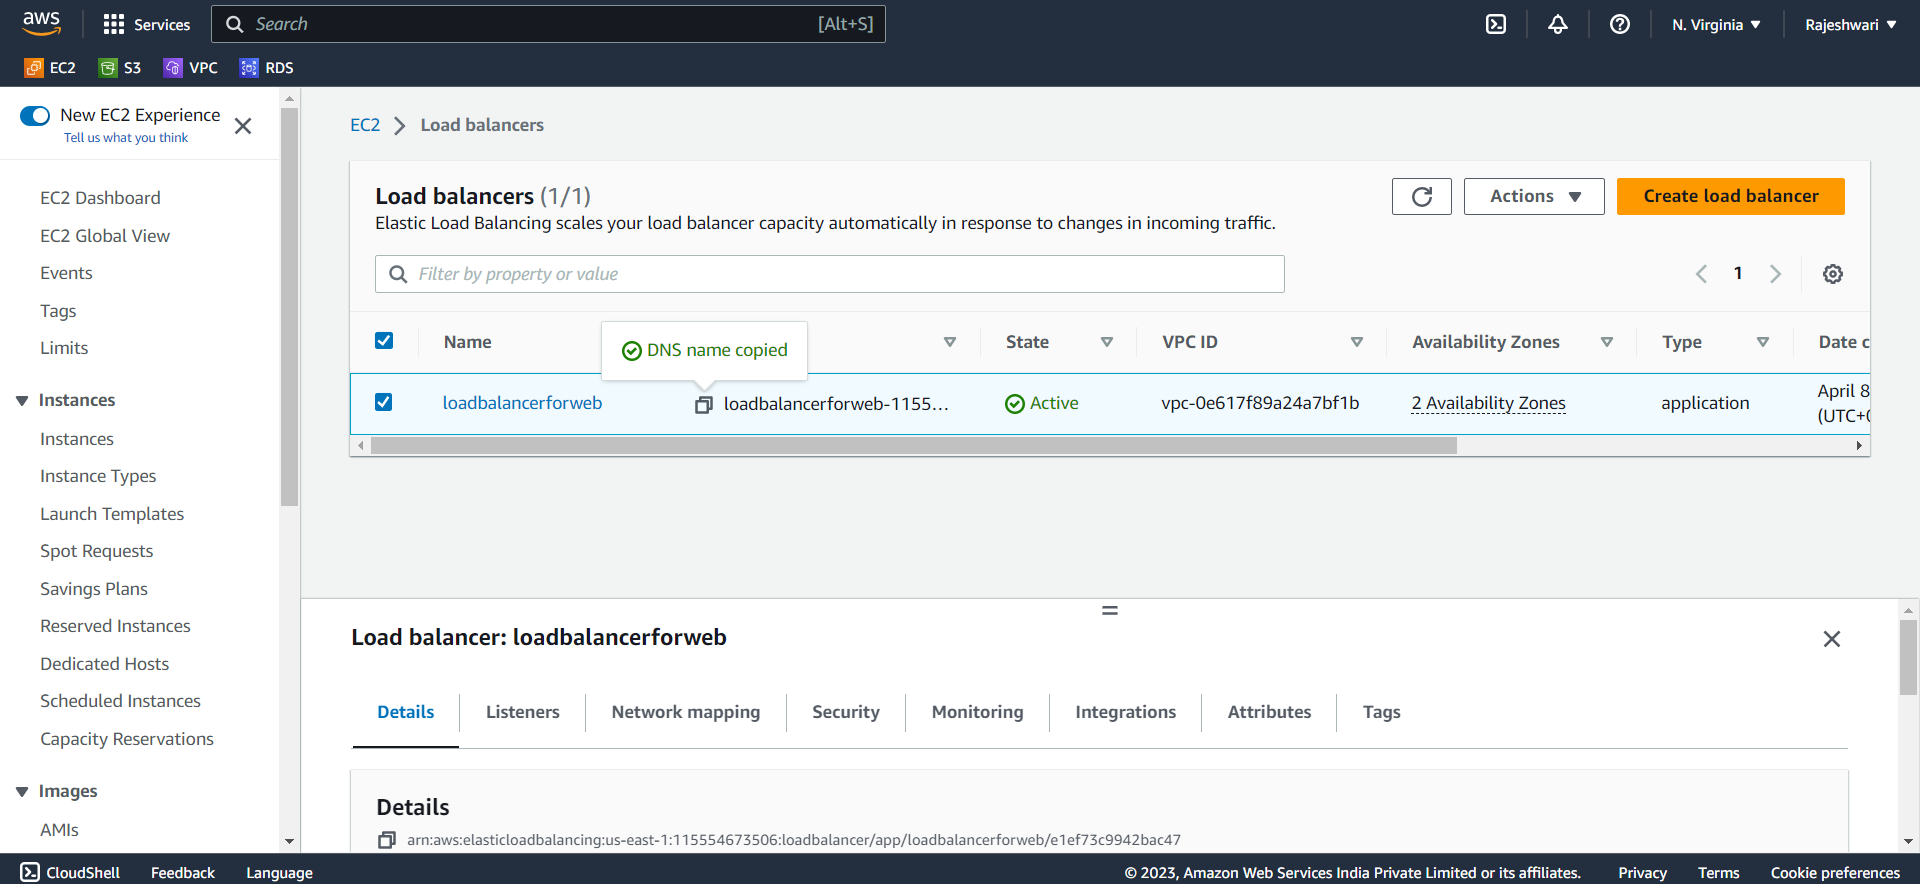 aws
Services
Search
[Alt+S]
N. Virginia
Rajeshwari
EC2
S3
VPC
RDS
New EC2 Experience
Tell us what you think
EC2 Dashboard
EC2 Global View
Events
Tags
Limits
Instances
Instances
Instance Types
Launch Templates
Spot Requests
Savings Plans
Reserved Instances
Dedicated Hosts
Scheduled Instances
Capacity Reservations
Images
AMIs
EC2 > Load balancers
Load balancers (1/1)
Elastic Load Balancing scales your load balancer capacity automatically in response to changes in incoming traffic.
Actions
Create load balancer
Filter by property or value
1
Name
DNS name copied
State
VPC ID
Availability Zones
Type
Date c
loadbalancerforweb
loadbalancerforweb-1155...
Active
vpc-0e617f89a24a7bf1b
2 Availability Zones
application
April 8
(UTC+0
Load balancer: loadbalancerforweb
Details
Listeners
Network mapping
Security
Monitoring
Integrations
Attributes
Tags
Details
arn:aws:elasticloadbalancing:us-east-1:115554673506:loadbalancer/app/loadbalancerforweb/e1ef73c9942bac47
CloudShell
Feedback
Language
© 2023, Amazon Web Services India Private Limited or its affiliates.
Privacy
Terms
Cookie preferences